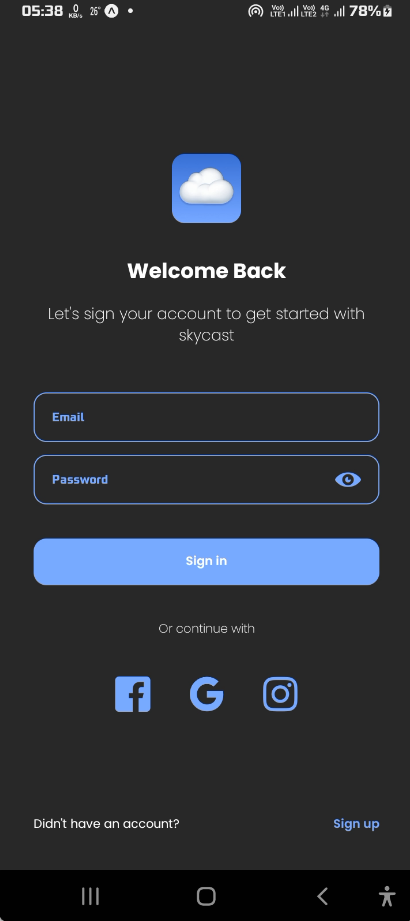 05:38 0 KB/s 26° Vo)) LTE1 Vo)) LTE2 4G 78%
Welcome Back
Let's sign your account to get started with
skycast
Email
Password
Sign in
Or continue with
Didn't have an account? Sign up